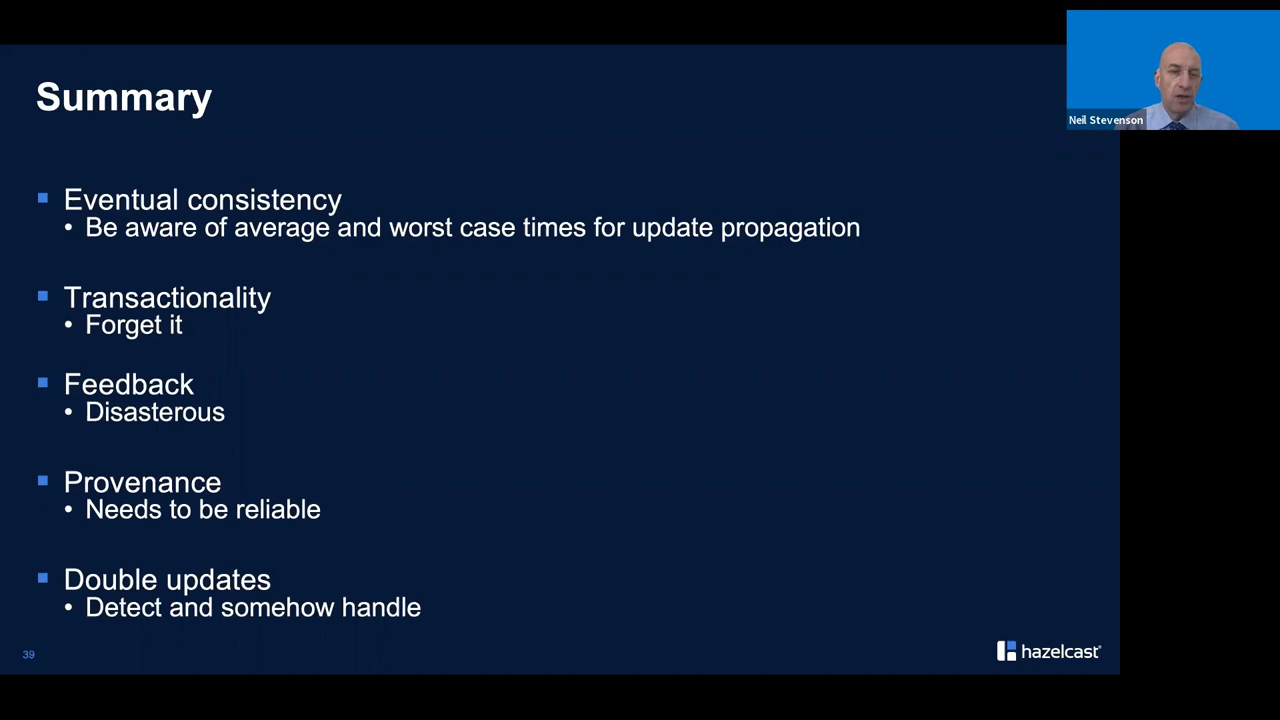 Summary
Neil Stevenson
Eventual consistency
Be aware of average and worst case times for update propagation
Transactionality
Forget it
Feedback
Disasterous
Provenance
Needs to be reliable
Double updates
Detect and somehow handle
39
hazelcast